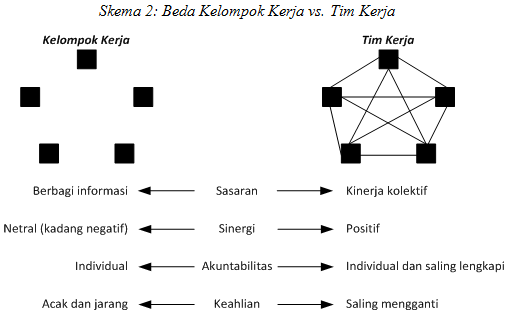 Skema 2: Beda Kelompok Kerja vs. Tim Kerja
Kelompok Kerja Tim Kerja
Berbagi informasi Sasaran Kinerja kolektif
Netral (kadang negatif) Sinergi Positif
Individual Akuntabilitas Individual dan saling lengkapi
Acak dan jarang Keahlian Saling mengganti